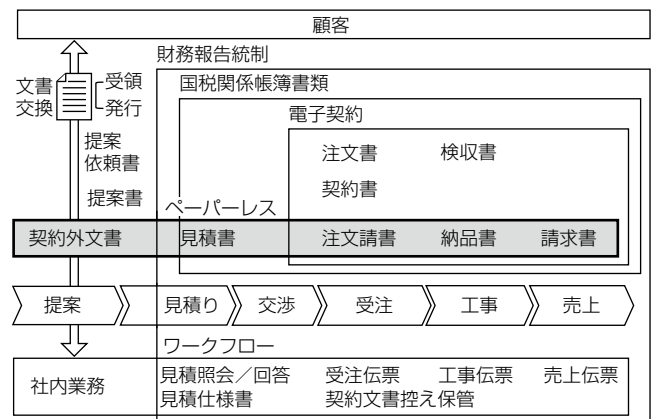 顧客
財務報告統制
文書
交換
受領
発行
国税関係帳簿書類
電子契約
提案
依頼書
提案書
注文書
検収書
契約書
ペーパーレス
契約外文書
見積書
注文請書
納品書
請求書
提案
見積り
交渉
受注
工事
売上
ワークフロー
社内業務
見積照会／回答
受注伝票
工事伝票
売上伝票
見積仕様書
契約文書控え保管